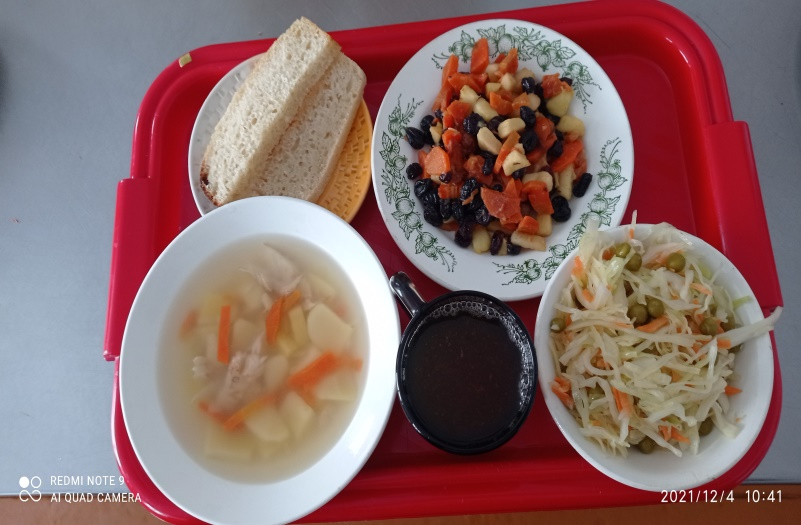 REDMI NOTE 9
AI QUAD CAMERA
2021/12/4 10:41